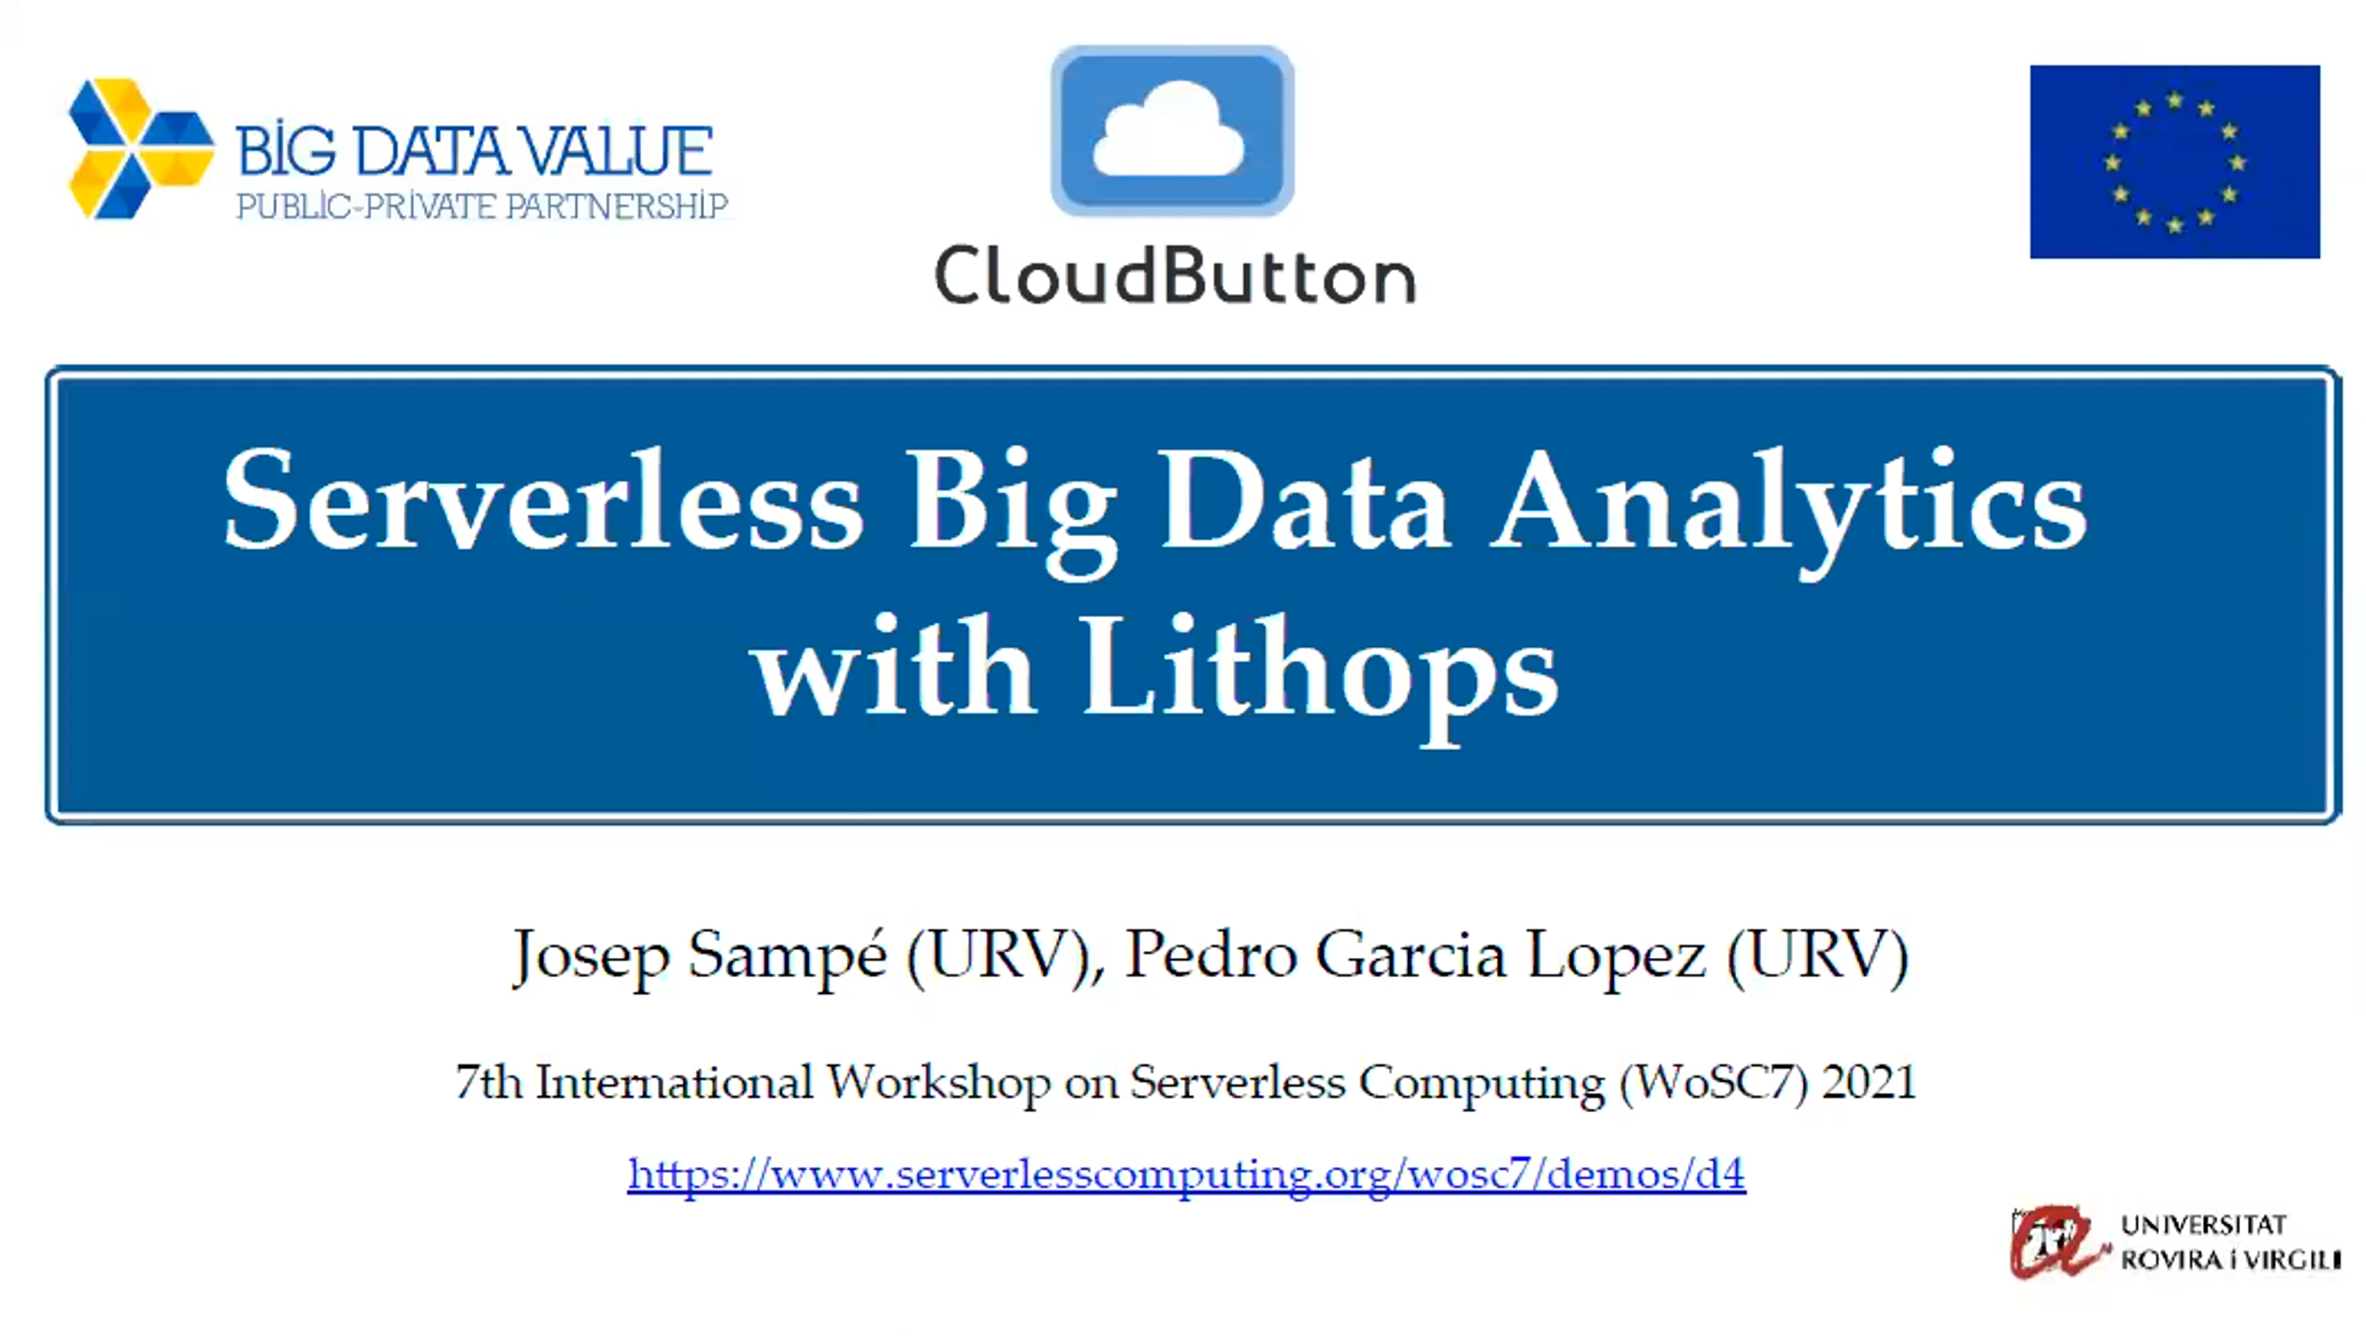 BIG DATA VALUE
PUBLIC-PRIVATE PARTNERSHIP
CloudButton
Serverless Big Data Analytics
with Lithops
Josep Sampé (URV), Pedro Garcia Lopez (URV)
7th International Workshop on Serverless Computing (WoSC7) 2021
https://www.serverlesscomputing.org/wosc7/demos/d4
UNIVERSITAT
ROVIRA i VIRGILI